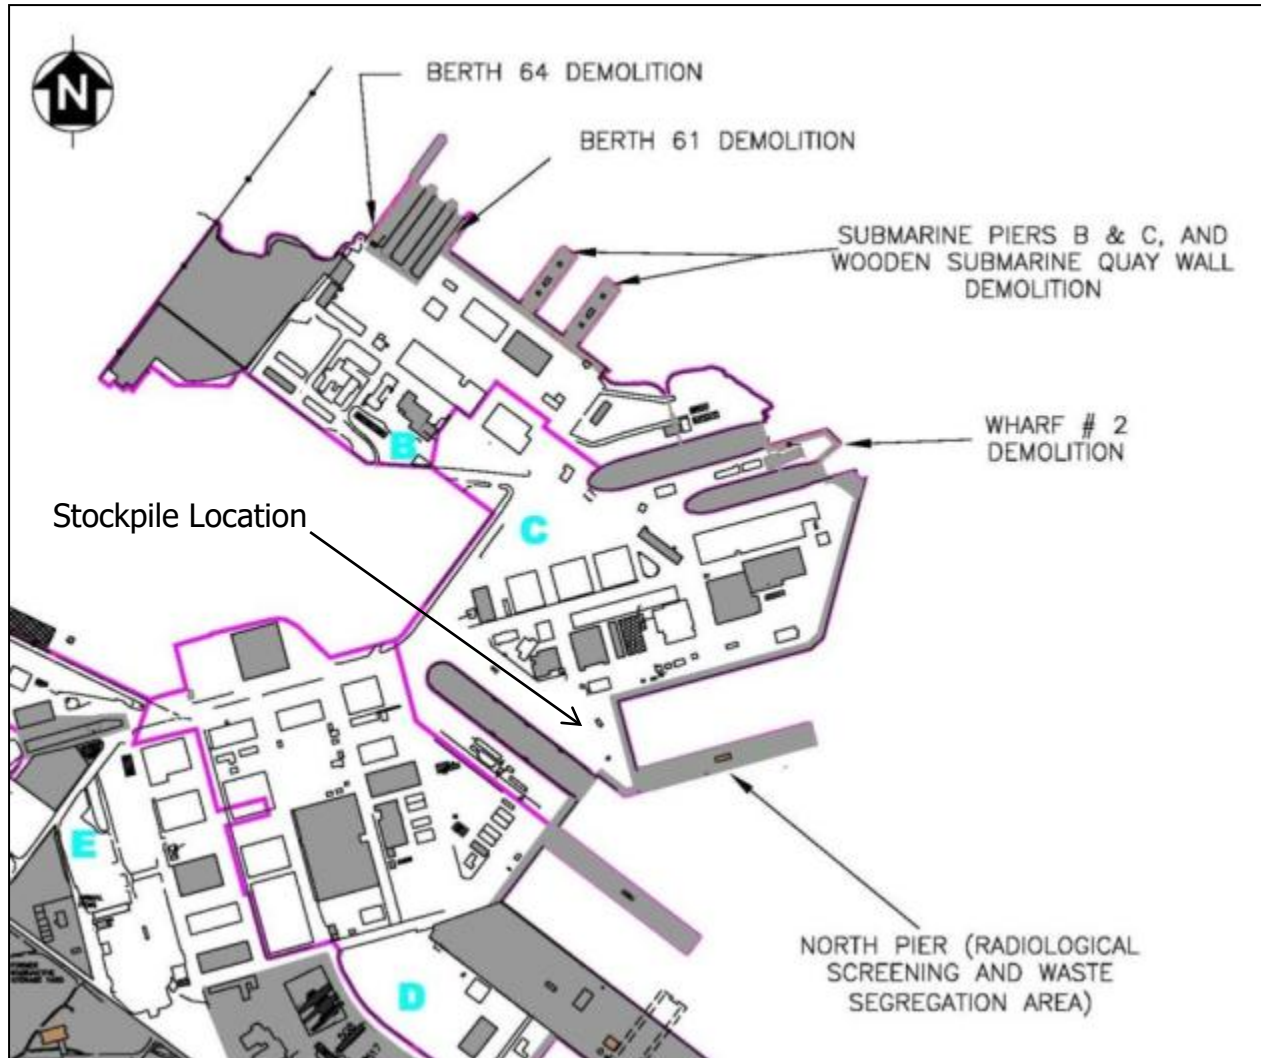 N
BERTH 64 DEMOLITION
BERTH 61 DEMOLITION
SUBMARINE PIERS B & C, AND
WOODEN SUBMARINE QUAY WALL
DEMOLITION
WHARF # 2
DEMOLITION
B
Stockpile Location
C
E
NORTH PIER (RADIOLOGICAL
SCREENING AND WASTE
SEGREGATION AREA)
D